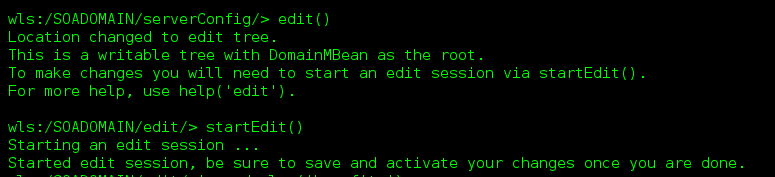 wls:/SOADOMAIN/serverConfig/> edit()
Location changed to edit tree.
This is a writable tree with DomainMBean as the root.
To make changes you will need to start an edit session via startEdit().
For more help, use help('edit').
wls:/SOADOMAIN/edit/> startEdit()
Starting an edit session ...
Started edit session, be sure to save and activate your changes once you are done.